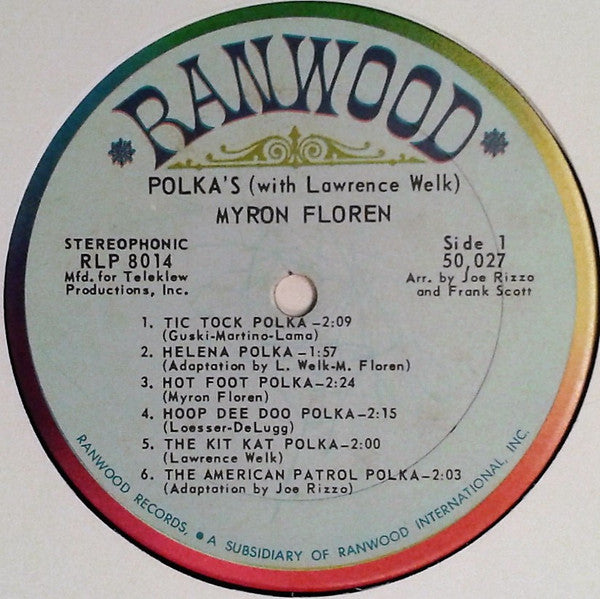 RANWOOD
POLKA'S (with Lawrence Welk)
MYRON FLOREN
STEREOPHONIC
RLP 8014
Mfd. for Teleklew
Productions, Inc.
Side 1
50,027
Arr. by Joe Rizzo
and Frank Scott
1. TIC TOCK POLKA—2:09
(Guski-Martino-Lama)
2. HELENA POLKA—1:57
(Adaptation by L. Welk-M. Floren)
3. HOT FOOT POLKA—2:24
(Myron Floren)
4. HOOP DEE DOO POLKA—2:15
(Loesser-DeLugg)
5. THE KIT KAT POLKA—2:00
(Lawrence Welk)
6. THE AMERICAN PATROL POLKA—2:03
(Adaptation by Joe Rizzo)
RANWOOD RECORDS, • A SUBSIDIARY OF RANWOOD INTERNATIONAL, INC.